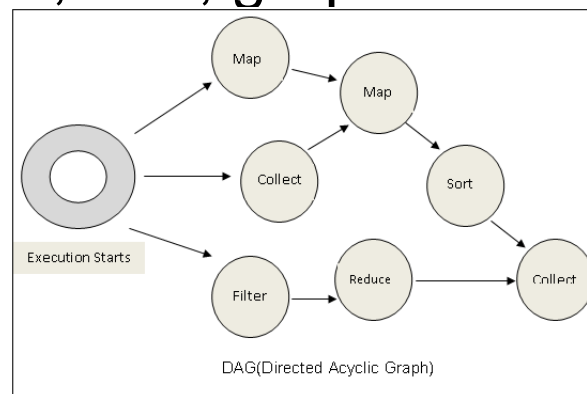 Map
Map
Collect
Sort
Execution Starts
Filter
Reduce
Collect
DAG(Directed Acyclic Graph)